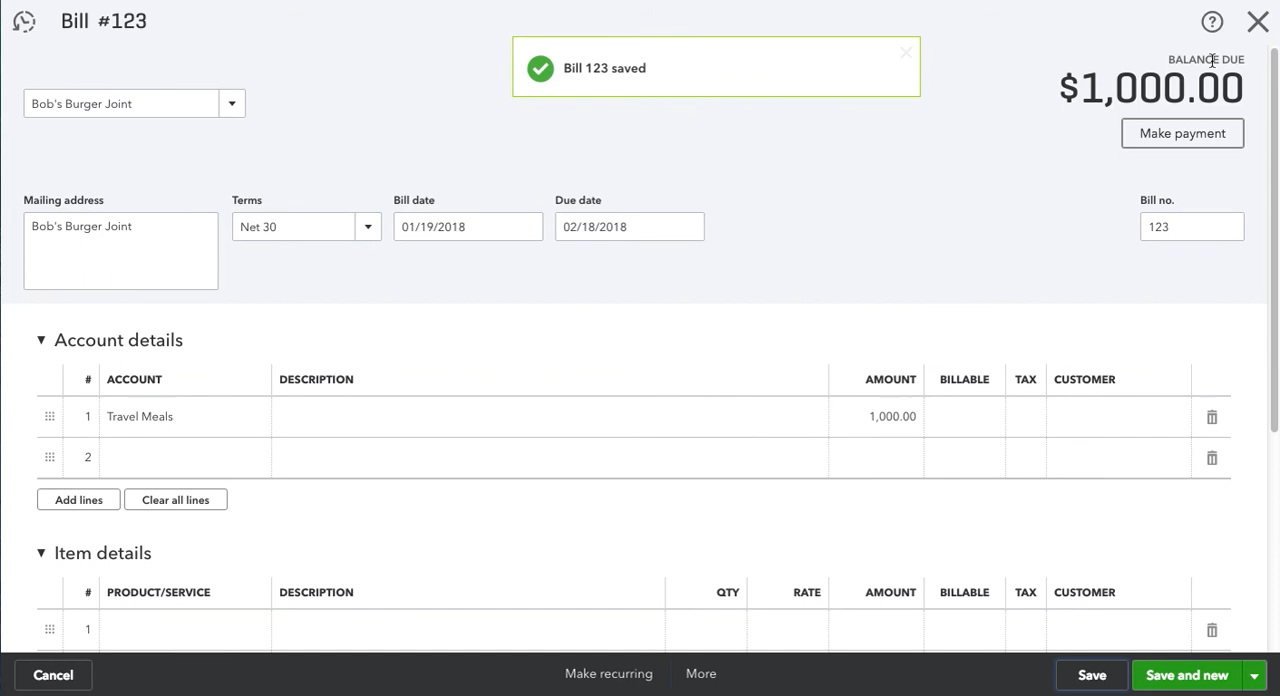 Bill #123
Bill 123 saved
BALANCE DUE
$1,000.00
Bob's Burger Joint
Make payment
Mailing address Terms Bill date Due date Bill no.
Bob's Burger Joint Net 30 01/19/2018 02/18/2018 123
Account details
# ACCOUNT DESCRIPTION AMOUNT BILLABLE TAX CUSTOMER
1 Travel Meals 1,000.00
2
Add lines Clear all lines
Item details
# PRODUCT/SERVICE DESCRIPTION QTY RATE AMOUNT BILLABLE TAX CUSTOMER
1
Cancel Make recurring More Save Save and new